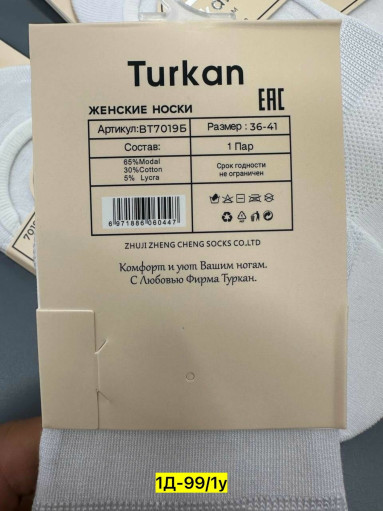 Turkan
ЖЕНСКИЕ НОСКИ
EAC
Артикул:ВТ7019Б
Размер : 36-41
Состав:
1 Пар
65%Modal
30%Cotton
5% Lycra
Срок годности
не ограничен
6 971866 060447
ZHUJI ZHENG CHENG SOCKS CO.LTD
Комфорт и уют Вашим ногам.
С Любовью Фирма Туркан.
1Д-99/1у